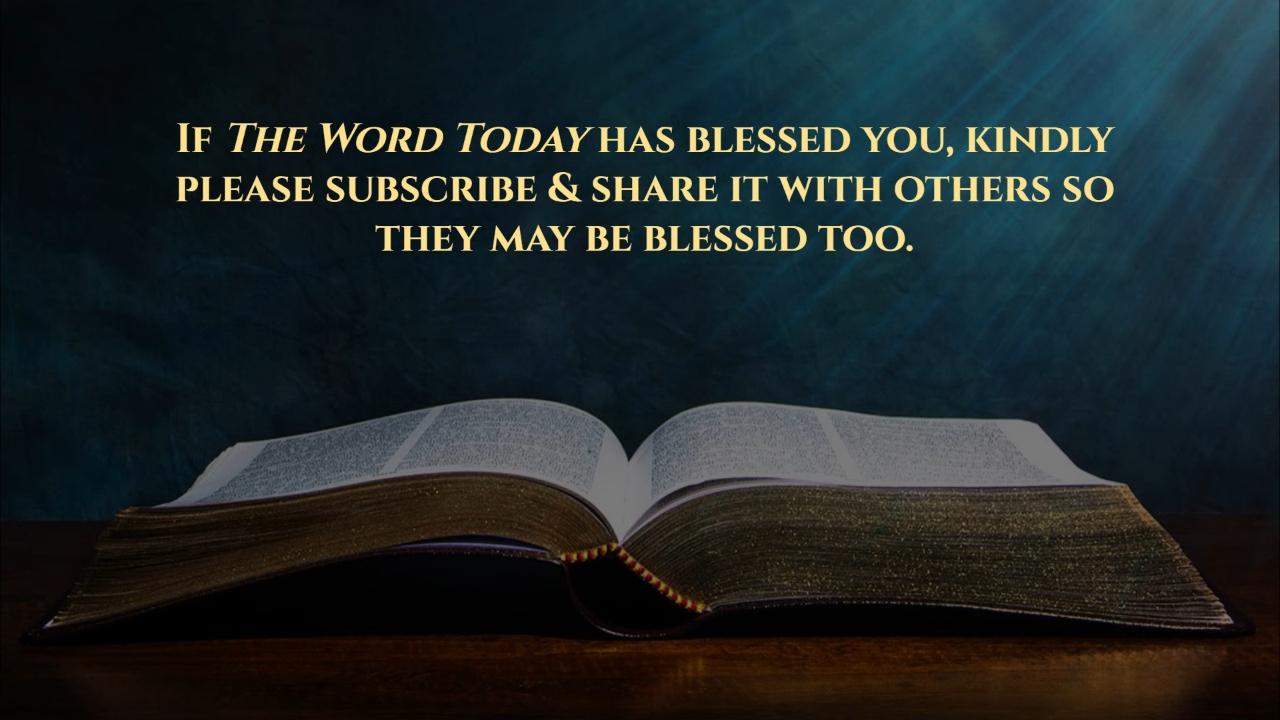 If The Word Today has blessed you, kindly
please subscribe & share it with others so
they may be blessed too.